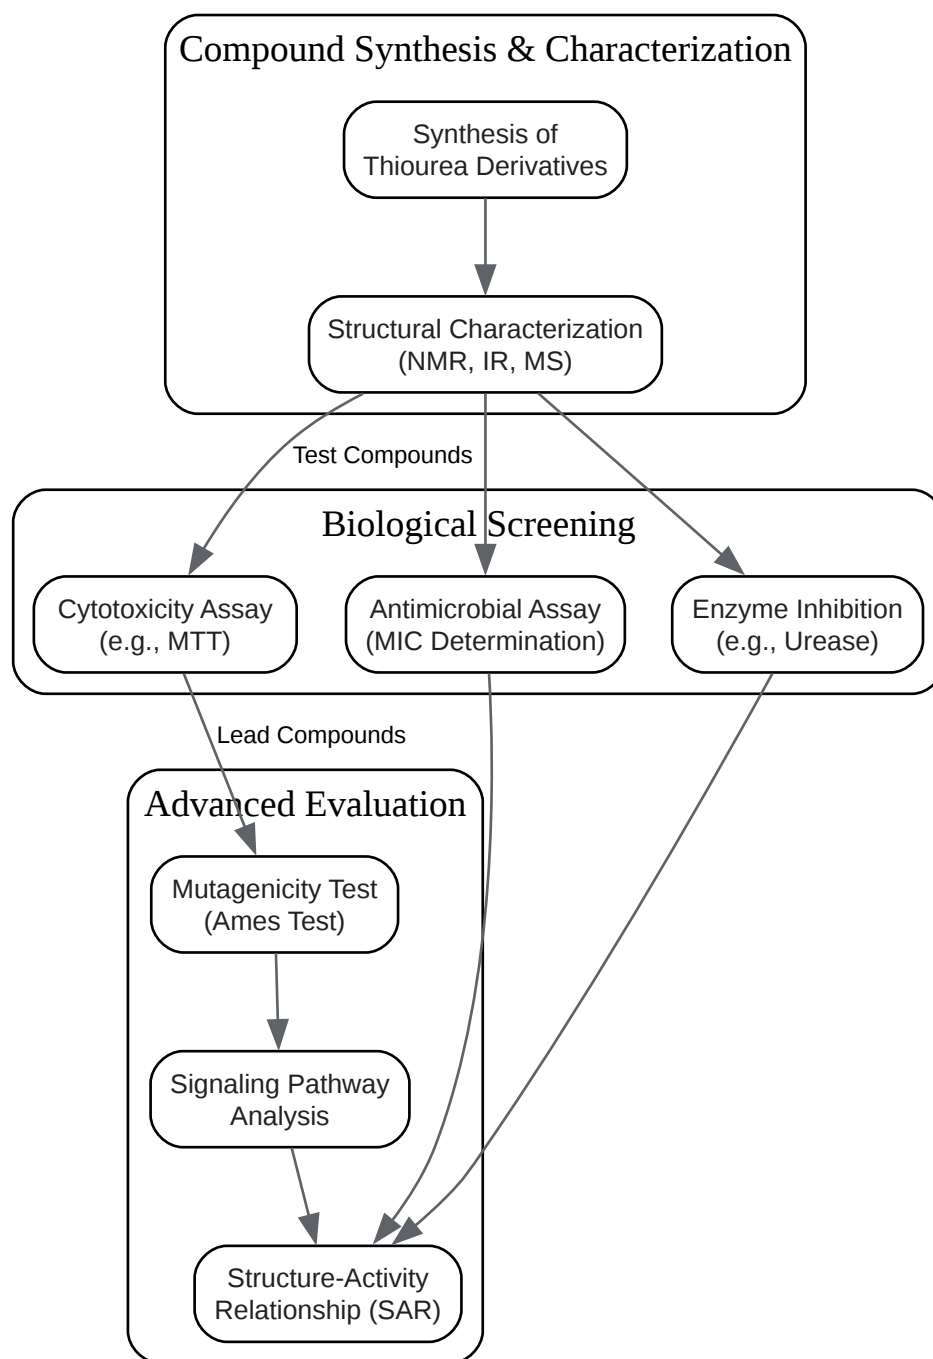 Compound Synthesis & Characterization
Synthesis of
Thiourea Derivatives
Structural Characterization
(NMR, IR, MS)
Test Compounds
Biological Screening
Cytotoxicity Assay
(e.g., MTT)
Antimicrobial Assay
(MIC Determination)
Enzyme Inhibition
(e.g., Urease)
Lead Compounds
Advanced Evaluation
Mutagenicity Test
(Ames Test)
Signaling Pathway
Analysis
Structure-Activity
Relationship (SAR)